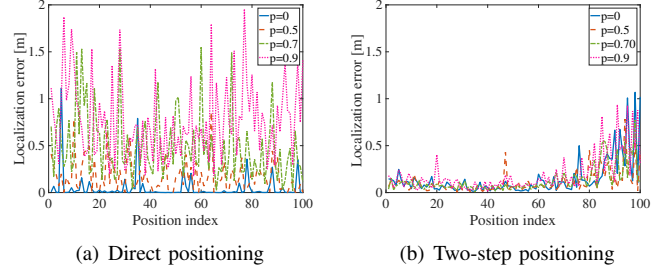 2
1.5
1
0.5
0
Localization error [m]
0 20 40 60 80 100
Position index
p=0
p=0.5
p=0.7
p=0.9
(a) Direct positioning
2
1.5
1
0.5
0
Localization error [m]
0 20 40 60 80 100
Position index
p=0
p=0.5
p=0.70
p=0.9
(b) Two-step positioning